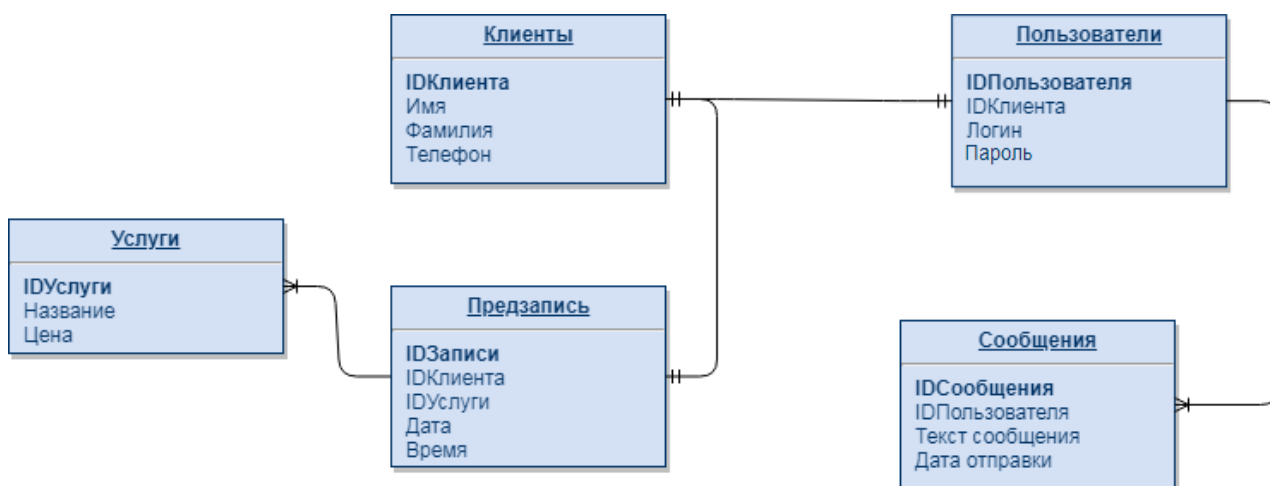 Клиенты
IDКлиента
Имя
Фамилия
Телефон
Пользователи
IDПользователя
IDКлиента
Логин
Пароль
Услуги
IDУслуги
Название
Цена
Предзапись
IDЗаписи
IDКлиента
IDУслуги
Дата
Время
Сообщения
IDСообщения
IDПользователя
Текст сообщения
Дата отправки